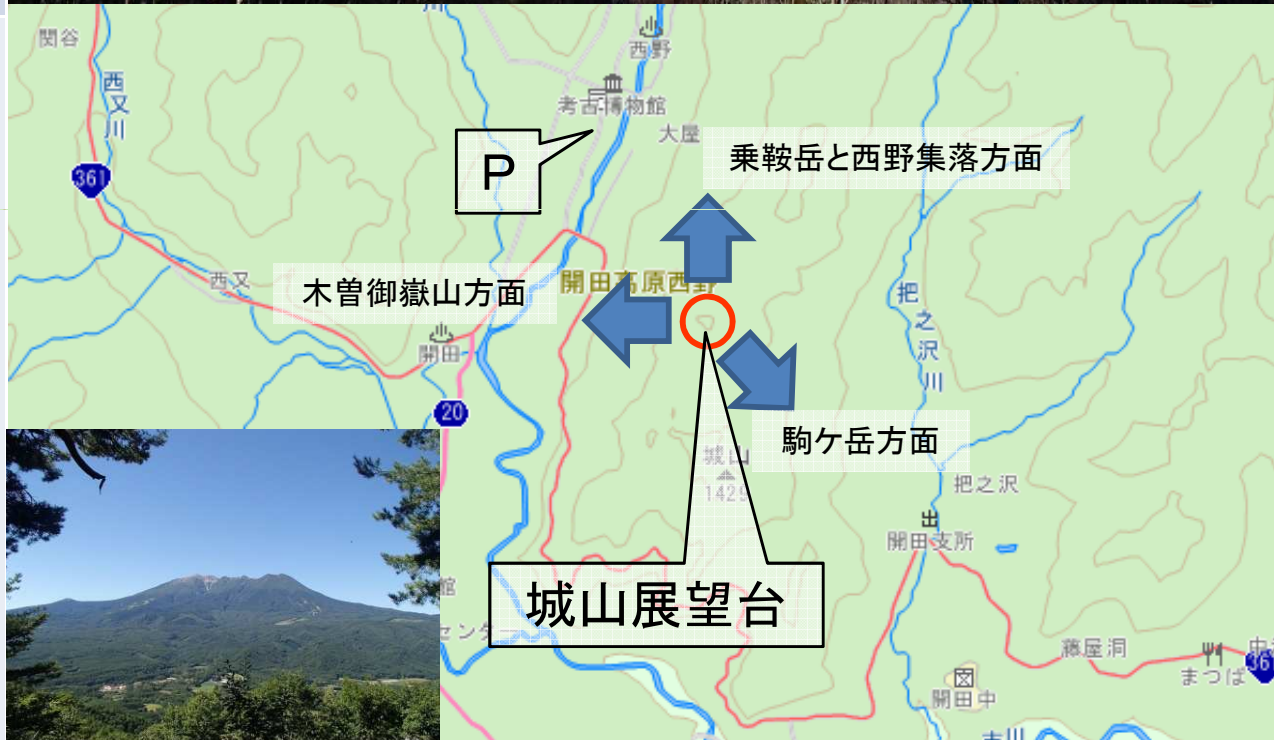 関谷
西又川
361
西野
考古博物館
大屋
P
乗鞍岳と西野集落方面
西又
木曽御嶽山方面
開田高原西野
把之沢川
開田
20
駒ケ岳方面
城山
1429
把之沢
開田支所
城山展望台
館
センター
藤屋洞
まつば
開田中